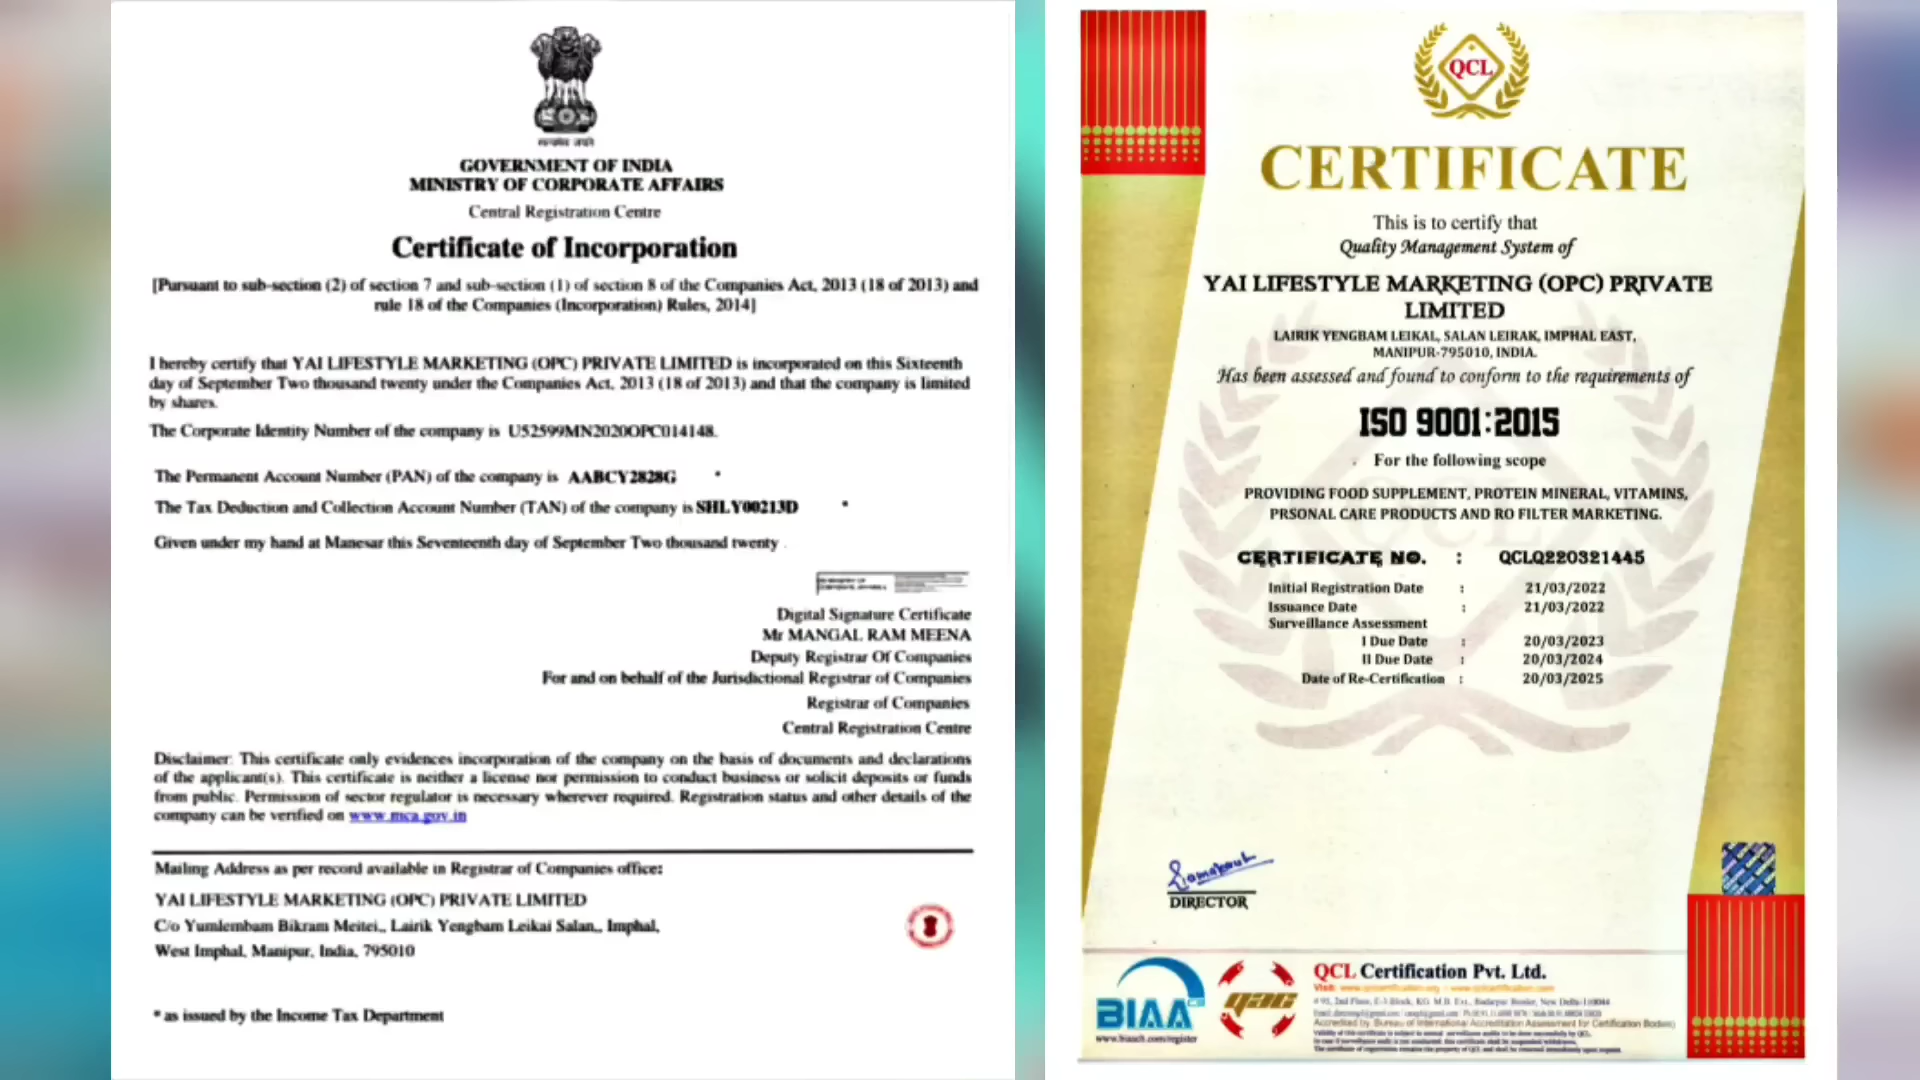 सत्यमेव जयते
GOVERNMENT OF INDIA
MINISTRY OF CORPORATE AFFAIRS
Central Registration Centre
Certificate of Incorporation
[Pursuant to sub-section (2) of section 7 and sub-section (1) of section 8 of the Companies Act, 2013 (18 of 2013) and
rule 18 of the Companies (Incorporation) Rules, 2014]
I hereby certify that YAI LIFESTYLE MARKETING (OPC) PRIVATE LIMITED is incorporated on this Sixteenth
day of September Two thousand twenty under the Companies Act, 2013 (18 of 2013) and that the company is limited
by shares.
The Corporate Identity Number of the company is U52599MN2020OPC014148.
The Permanent Account Number (PAN) of the company is AABCY2828G *
The Tax Deduction and Collection Account Number (TAN) of the company is SHLY00213D *
Given under my hand at Manesar this Seventeenth day of September Two thousand twenty .
Digital Signature Certificate
Mr MANGAL RAM MEENA
Deputy Registrar Of Companies
For and on behalf of the Jurisdictional Registrar of Companies
Registrar of Companies
Central Registration Centre
Disclaimer: This certificate only evidences incorporation of the company on the basis of documents and declarations
of the applicant(s). This certificate is neither a license nor permission to conduct business or solicit deposits or funds
from public. Permission of sector regulator is necessary wherever required. Registration status and other details of the
company can be verified on www.mca.gov.in
Mailing Address as per record available in Registrar of Companies office:
YAI LIFESTYLE MARKETING (OPC) PRIVATE LIMITED
C/o Yumlembam Bikram Meitei,, Lairik Yengbam Leikai Salan,, Imphal,
West Imphal, Manipur, India, 795010
* as issued by the Income Tax Department
QCL
CERTIFICATE
This is to certify that
Quality Management System of
YAI LIFESTYLE MARKETING (OPC) PRIVATE
LIMITED
LAIRIK YENGBAM LEIKAL, SALAN LEIRAK, IMPHAL EAST,
MANIPUR-795010, INDIA.
Has been assessed and found to conform to the requirements of
ISO 9001:2015
For the following scope
PROVIDING FOOD SUPPLEMENT, PROTEIN MINERAL, VITAMINS,
PRSONAL CARE PRODUCTS AND RO FILTER MARKETING.
CERTIFICATE NO. : QCLQ220321445
Initial Registration Date : 21/03/2022
Issuance Date : 21/03/2022
Surveillance Assessment
I Due Date : 20/03/2023
II Due Date : 20/03/2024
Date of Re-Certification : 20/03/2025
DIRECTOR
BIAA
QCL Certification Pvt. Ltd.
Accredited by: Bureau of International Accreditation Assessment for Certification Bodies)